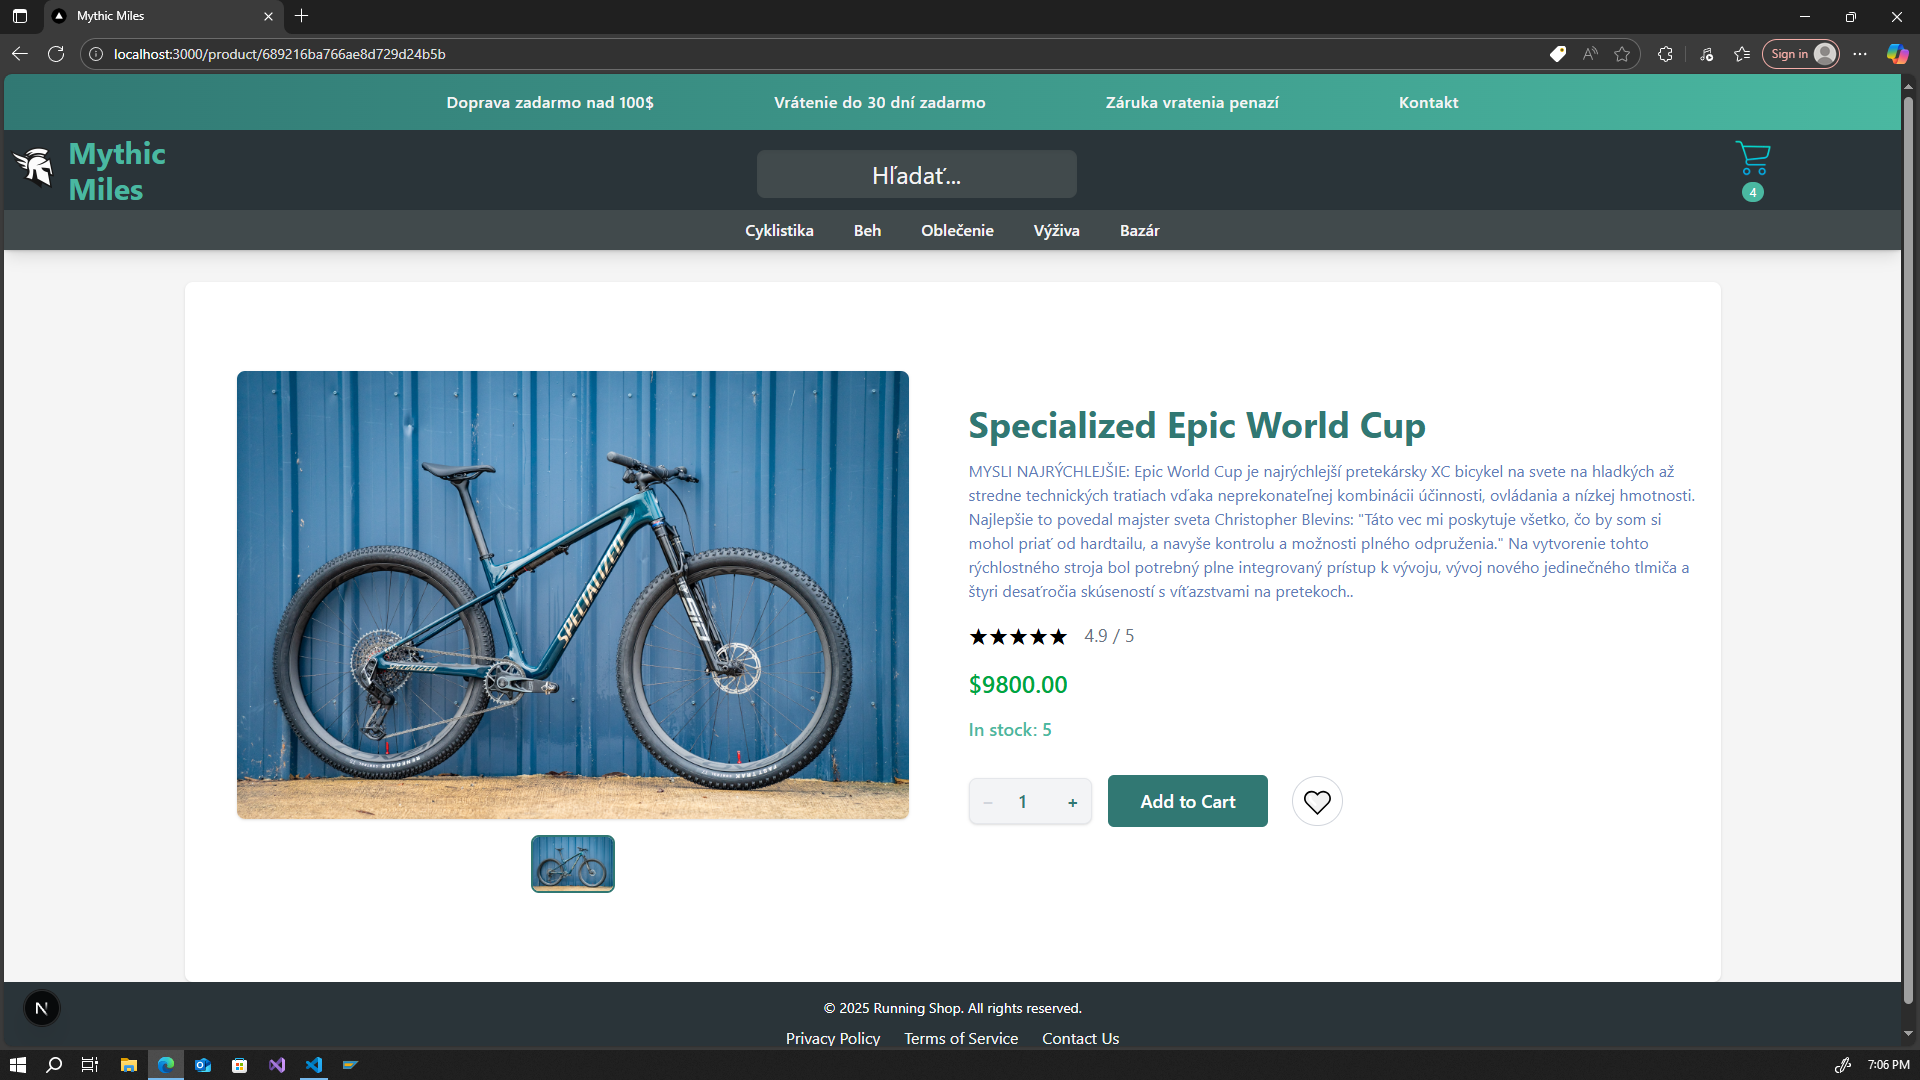 Mythic Miles
localhost:3000/product/689216ba766ae8d729d24b5b
Sign in
Doprava zadarmo nad 100$
Vrátenie do 30 dní zadarmo
Záruka vratenia penazí
Kontakt
Mythic
Miles
Hľadať...
4
Cyklistika
Beh
Oblečenie
Výživa
Bazár
SPECIALIZED
SPECIALIZED
SID
RENEGADE
FAST TRAK
Specialized Epic World Cup
MYSLI NAJRÝCHLEJŠIE: Epic World Cup je najrýchlejší pretekársky XC bicykel na svete na hladkých až
stredne technických tratiach vďaka neprekonateľnej kombinácii účinnosti, ovládania a nízkej hmotnosti.
Najlepšie to povedal majster sveta Christopher Blevins: "Táto vec mi poskytuje všetko, čo by som si
mohol priať od hardtailu, a navyše kontrolu a možnosti plného odpruženia." Na vytvorenie tohto
rýchlostného stroja bol potrebný plne integrovaný prístup k vývoju, vývoj nového jedinečného tlmiča a
štyri desaťročia skúseností s víťazstvami na pretekoch..
★★★★★ 4.9 / 5
$9800.00
In stock: 5
− 1 +
Add to Cart
N
© 2025 Running Shop. All rights reserved.
Privacy Policy
Terms of Service
Contact Us
7:06 PM